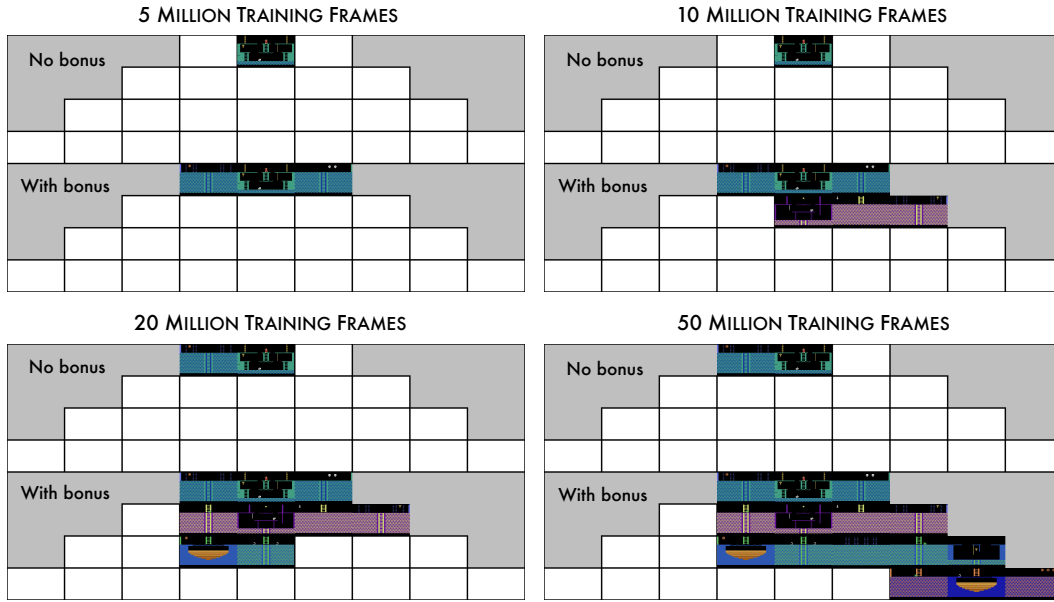 5 MILLION TRAINING FRAMES
No bonus
With bonus
10 MILLION TRAINING FRAMES
No bonus
With bonus
20 MILLION TRAINING FRAMES
No bonus
With bonus
50 MILLION TRAINING FRAMES
No bonus
With bonus